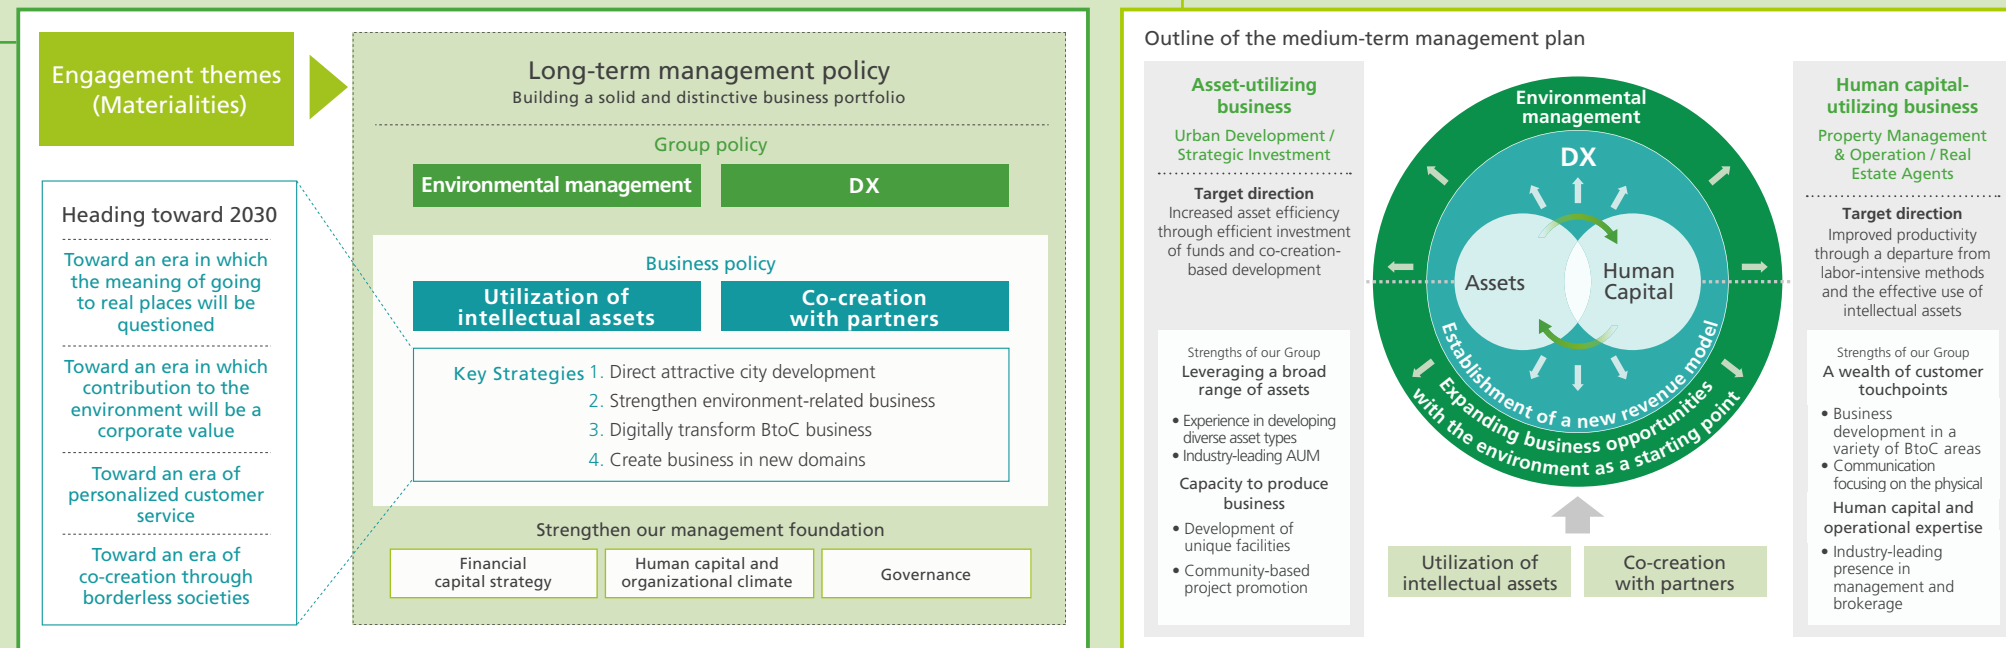 Engagement themes
(Materialities)
Heading toward 2030
Toward an era in which
the meaning of going
to real places will be
questioned
Toward an era in which
contribution to the
environment will be a
corporate value
Toward an era of
personalized customer
service
Toward an era of
co-creation through
borderless societies
Long-term management policy
Building a solid and distinctive business portfolio
Group policy
Environmental management
DX
Business policy
Utilization of
intellectual assets
Co-creation
with partners
Key Strategies 1. Direct attractive city development
2. Strengthen environment-related business
3. Digitally transform BtoC business
4. Create business in new domains
Strengthen our management foundation
Financial
capital strategy
Human capital and
organizational climate
Governance
Outline of the medium-term management plan
Asset-utilizing
business
Urban Development /
Strategic Investment
Target direction
Increased asset efficiency
through efficient investment
of funds and co-creation-
based development
Strengths of our Group
Leveraging a broad
range of assets
• Experience in developing
diverse asset types
• Industry-leading AUM
Capacity to produce
business
• Development of
unique facilities
• Community-based
project promotion
Environmental
management
DX
Assets
Human
Capital
Establishment of a new revenue model
Expanding business opportunities
with the environment as a starting point
Utilization of
intellectual assets
Co-creation
with partners
Human capital-
utilizing business
Property Management
& Operation / Real
Estate Agents
Target direction
Improved productivity
through a departure from
labor-intensive methods
and the effective use of
intellectual assets
Strengths of our Group
A wealth of customer
touchpoints
• Business
development in a
variety of BtoC areas
• Communication
focusing on the physical
Human capital and
operational expertise
• Industry-leading
presence in
management and
brokerage